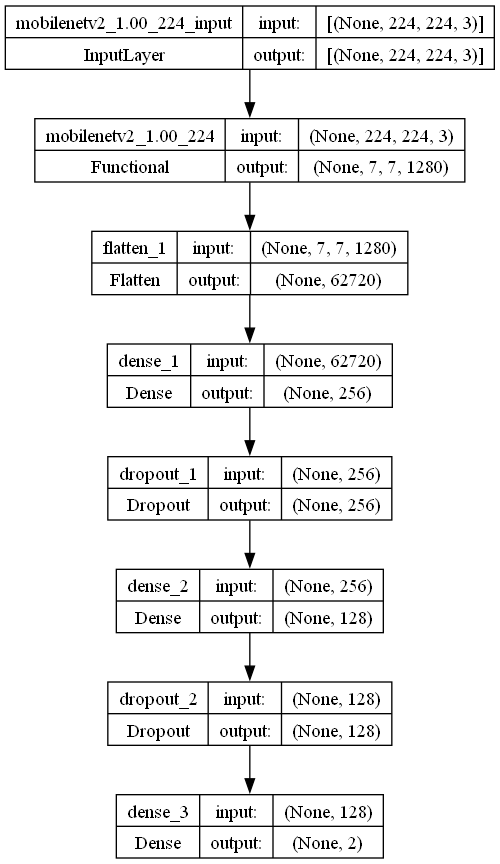 mobilenetv2_1.00_224_input input: [(None, 224, 224, 3)]
InputLayer output: [(None, 224, 224, 3)]
mobilenetv2_1.00_224 input: (None, 224, 224, 3)
Functional output: (None, 7, 7, 1280)
flatten_1 input: (None, 7, 7, 1280)
Flatten output: (None, 62720)
dense_1 input: (None, 62720)
Dense output: (None, 256)
dropout_1 input: (None, 256)
Dropout output: (None, 256)
dense_2 input: (None, 256)
Dense output: (None, 128)
dropout_2 input: (None, 128)
Dropout output: (None, 128)
dense_3 input: (None, 128)
Dense output: (None, 2)